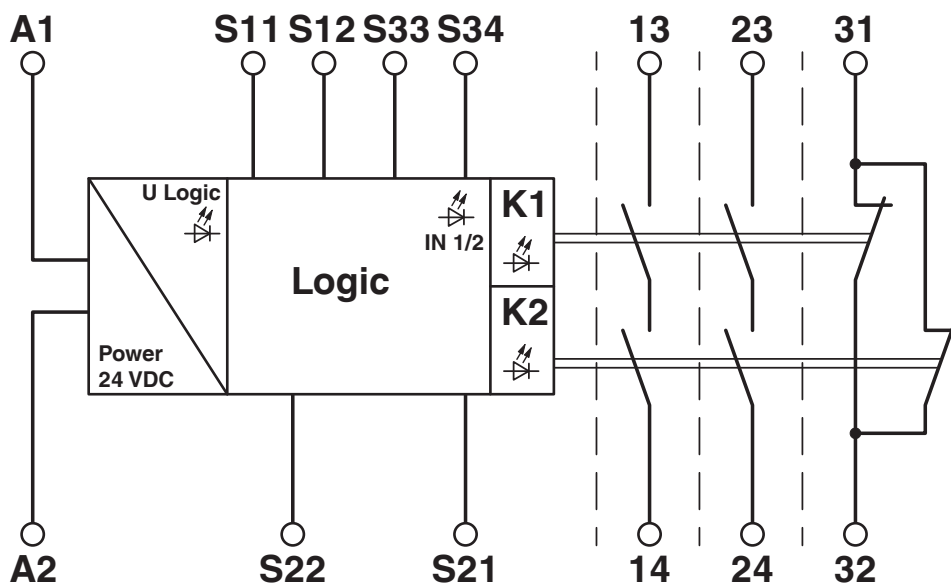 A1 S11 S12 S33 S34 13 23 31
U Logic
K1
IN 1/2
Logic
K2
Power
24 VDC
A2 S22 S21 14 24 32